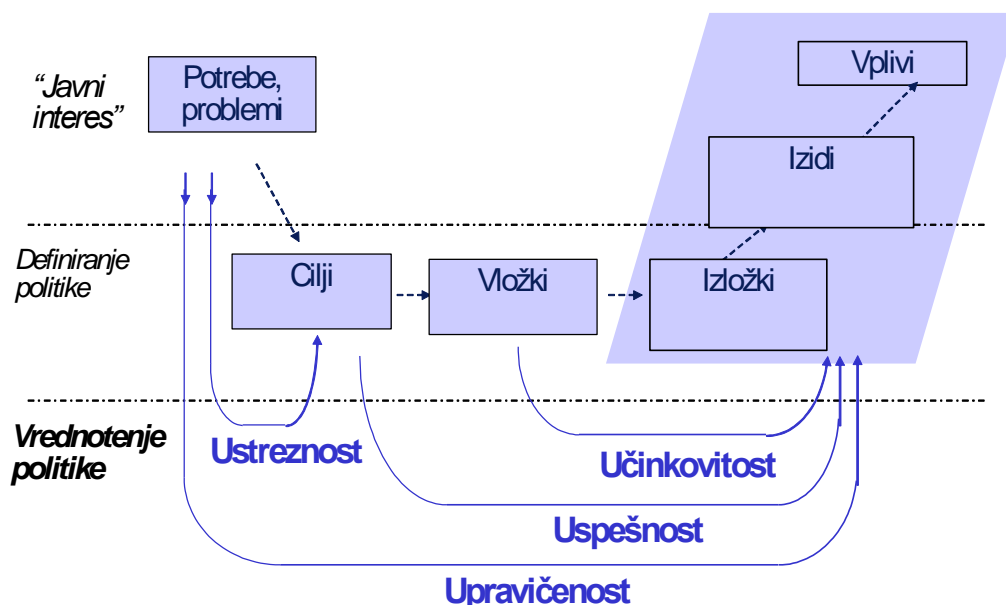 “Javni
interes”
Potrebe,
problemi
Vplivi
Izidi
Definiranje
politike
Cilji
Vložki
Izložki
Vrednotenje
politike
Ustreznost
Učinkovitost
Uspešnost
Upravičenost